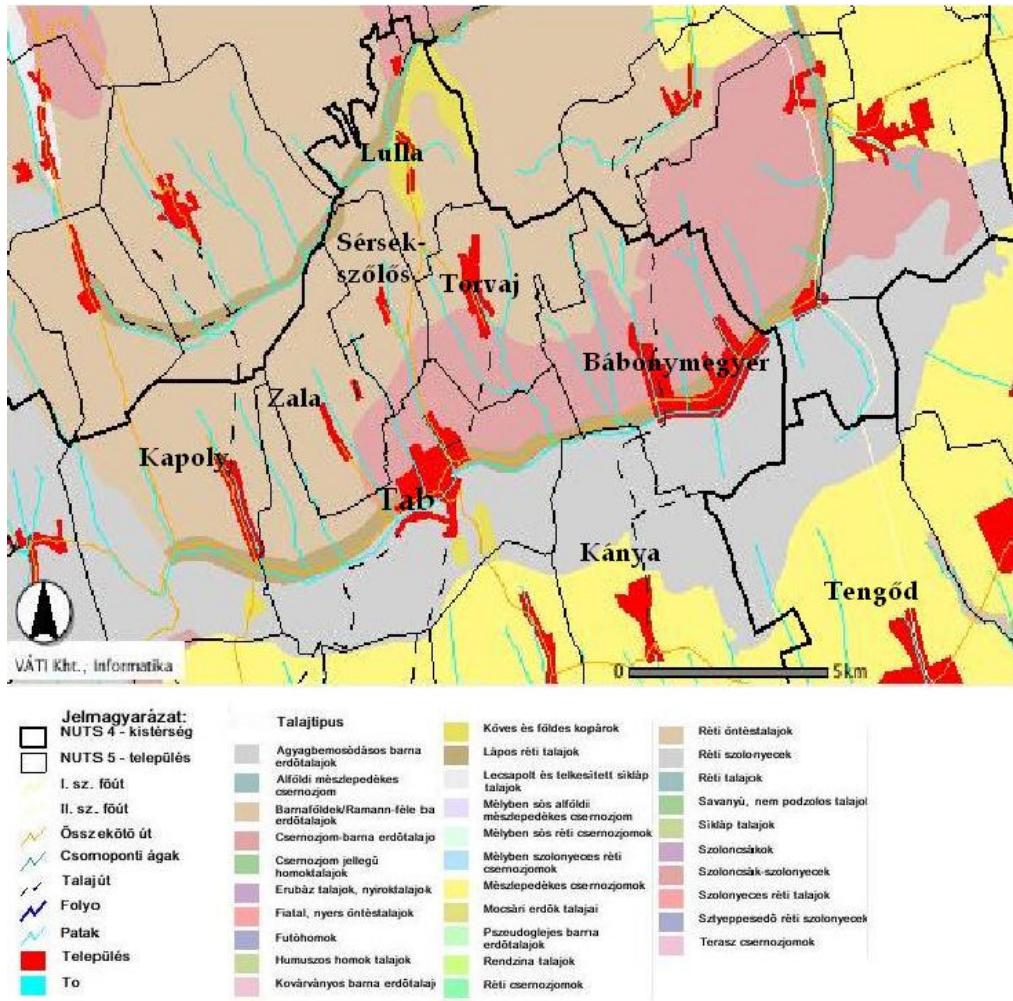 Lulla
Sérsek-
szőlős
Torvaj
Bábonymegyer
Zala
Kapoly
Tab
Kánya
Tengőd
VÁTI Kht., Informatika
0 5km
Jelmagyarázat:
NUTS 4 - kistérség
NUTS 5 - település
I. sz. főút
II. sz. főút
Összekötő út
Csomoponti ágak
Talajút
Folyo
Patak
Település
To
Talajtipus
Agyagbemosódásos barna
erdőtalajok
Alföldi mészlepedékes
csernozjom
Barnaföldek/Ramann-féle ba
erdőtalajok
Csernozjom-barna erdőtalajo
Csernozjom jellegű
homoktalajok
Erubáz talajok, nyiroktalajok
Fiatal, nyers öntéstalajok
Futóhomok
Humuszos homok talajok
Kovárványos barna erdőtalaj
Köves és földes kopárok
Lápos réti talajok
Lecsapolt és telkesitett síkláp
talajok
Mélyben sós alföldi
mészlepedékes csernozjom
Mélyben sós réti csernozjomok
Mélyben szolonyeces réti
csernozjomok
Mészlepedékes csernozjomok
Mocsári erdők talajai
Pszeudoglejes barna
erdőtalajok
Rendzina talajok
Réti csernozjomok
Réti öntéstalajok
Réti szolonyecek
Réti talajok
Savanyú, nem podzolos talajol
Síkláp talajok
Szoloncsákok
Szoloncsák-szolonyecek
Szolonyeces réti talajok
Sztyeppesedő réti szolonyecek
Terasz csernozjomok